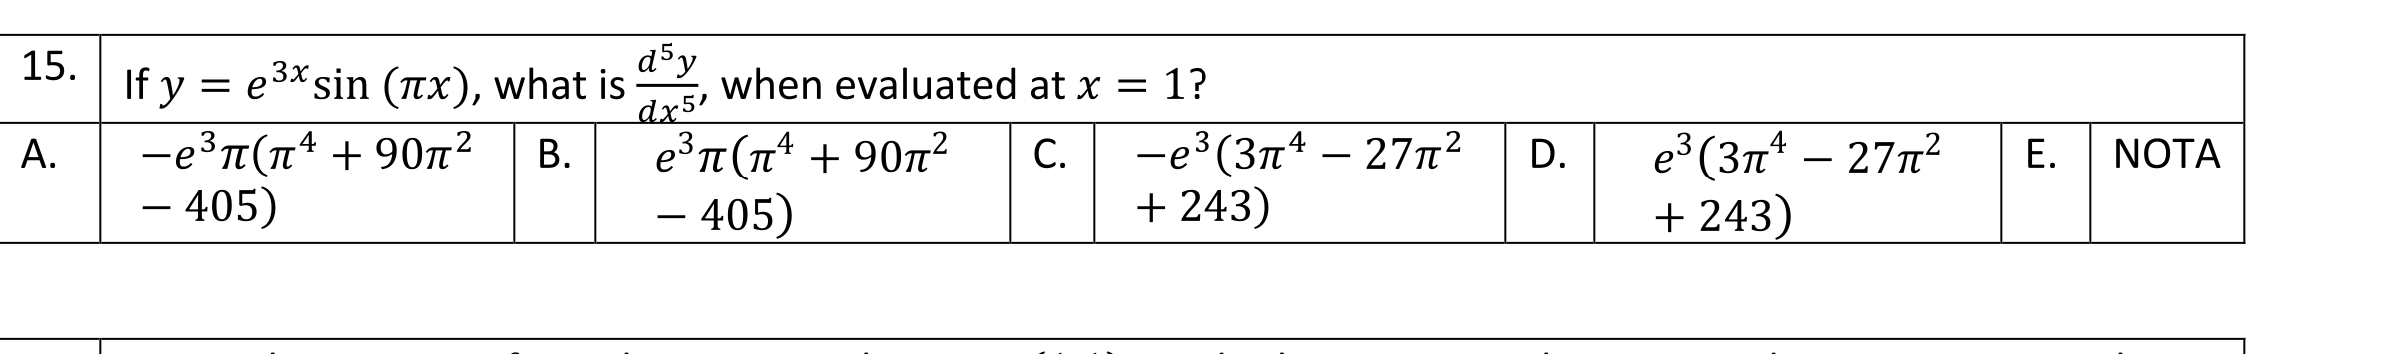 15. If y = e^{3x} sin (πx), what is \frac{d^5y}{dx^5}, when evaluated at x = 1?
A. −e^3π(π^4 + 90π^2 − 405) B. e^3π(π^4 + 90π^2 − 405) C. −e^3(3π^4 − 27π^2 + 243) D. e^3(3π^4 − 27π^2 + 243) E. NOTA